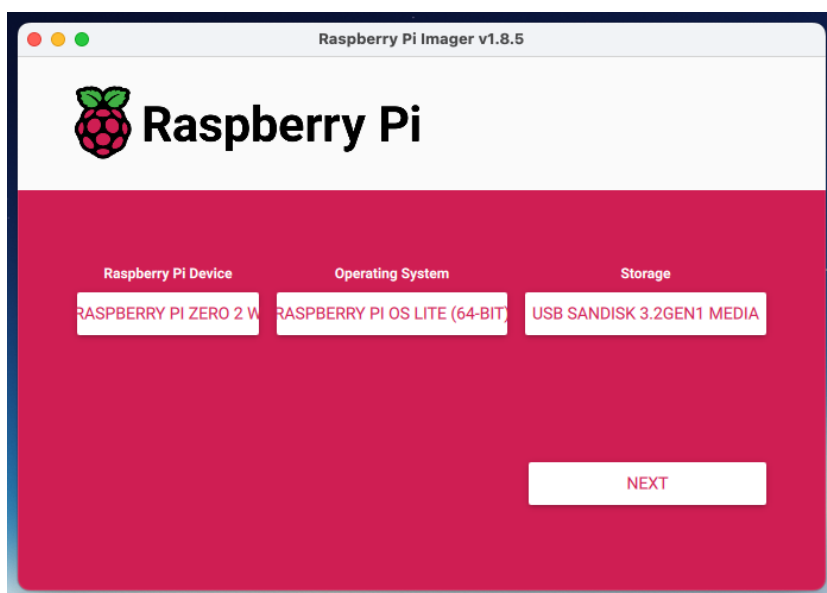 Raspberry Pi Imager v1.8.5
Raspberry Pi
Raspberry Pi Device
Operating System
Storage
RASPBERRY PI ZERO 2 W
RASPBERRY PI OS LITE (64-BIT)
USB SANDISK 3.2GEN1 MEDIA
NEXT